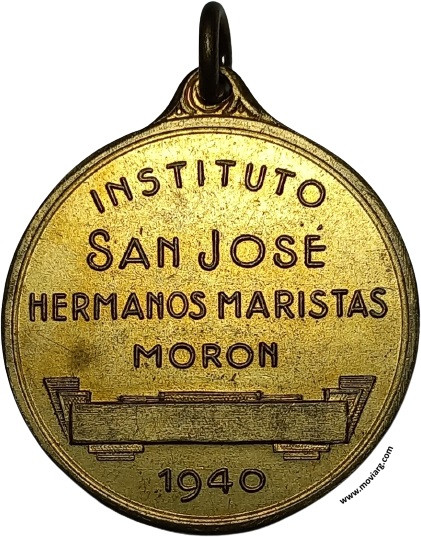 INSTITUTO
SAN JOSÉ
HERMANOS MARISTAS
MORON
1940
www.moviarg.com